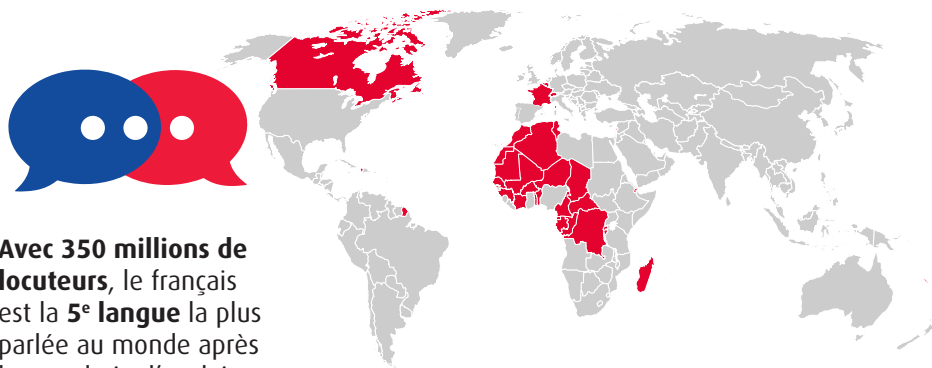 Avec 350 millions de
locuteurs, le français
est la 5e langue la plus
parlée au monde après